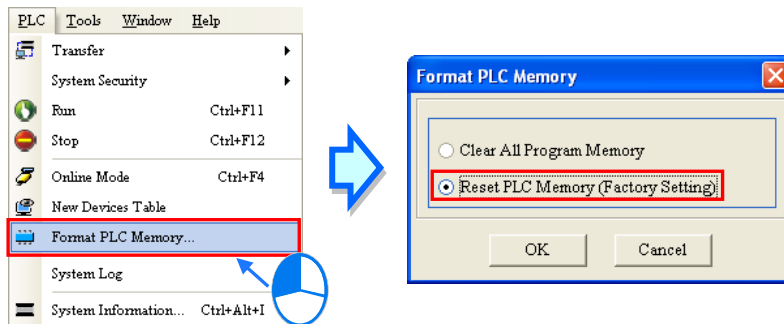 PLC Tools Window Help
Transfer
System Security
Run Ctrl+F11
Stop Ctrl+F12
Online Mode Ctrl+F4
New Devices Table
Format PLC Memory...
System Log
System Information... Ctrl+Alt+I
Format PLC Memory
Clear All Program Memory
Reset PLC Memory (Factory Setting)
OK Cancel